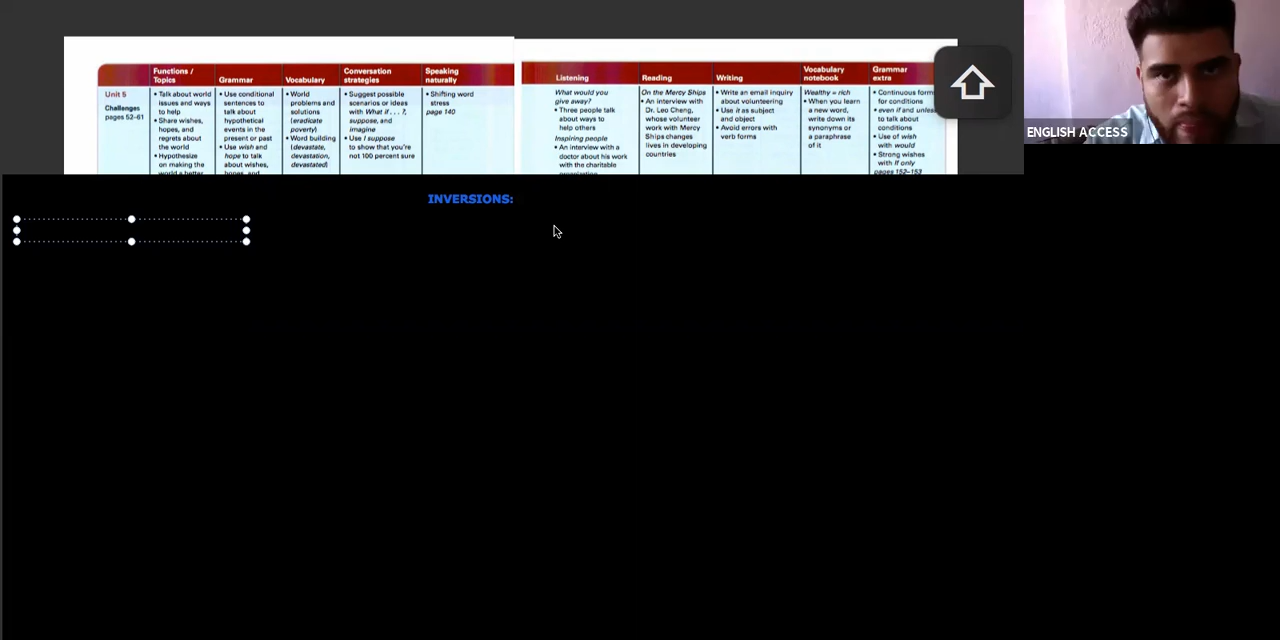 Functions /
Topics
Grammar
Vocabulary
Conversation
strategies
Speaking
naturally
Unit 5
Challenges
pages 52–61
• Talk about world
issues and ways
to help
• Share wishes,
hopes, and
regrets about
the world
• Hypothesize
on making the
world a better
• Use conditional
sentences to
talk about
hypothetical
events in the
present or past
• Use wish and
hope to talk
about wishes,
hopes, and
• World
problems and
solutions
(eradicate
poverty)
• Word building
(devastate,
devastation,
devastated)
• Suggest possible
scenarios or ideas
with What if . . . ?,
suppose, and
imagine
• Use I suppose
to show that you're
not 100 percent sure
• Shifting word
stress
page 140
Listening
Reading
Writing
Vocabulary
notebook
Grammar
extra
What would you
give away?
• Three people talk
about ways to
help others
Inspiring people
• An interview with a
doctor about his work
with the charitable
organization
On the Mercy Ships
• An interview with
Dr. Leo Cheng,
whose volunteer
work with Mercy
Ships changes
lives in developing
countries
• Write an email inquiry
about volunteering
• Use it as subject
and object
• Avoid errors with
verb forms
Wealthy = rich
• When you learn
a new word,
write down its
synonyms or
a paraphrase
of it
• Continuous form
for conditions
• even if and unless
to talk about
conditions
• Use of wish
with would
• Strong wishes
with If only
pages 152–153
ENGLISH ACCESS
INVERSIONS: